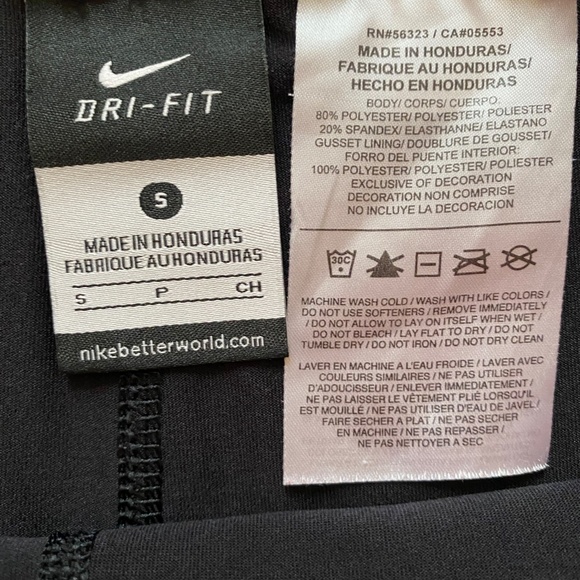 DRI-FIT
S
MADE IN HONDURAS
FABRIQUE AU HONDURAS
S P CH
nikebetterworld.com
RN#56323 / CA#05553
MADE IN HONDURAS/
FABRIQUE AU HONDURAS/
HECHO EN HONDURAS
BODY/ CORPS/ CUERPO:
80% POLYESTER/ POLYESTER/ POLIESTER
20% SPANDEX/ ELASTHANNE/ ELASTANO
GUSSET LINING/ DOUBLURE DE GOUSSET/
FORRO DEL PUENTE INTERIOR:
100% POLYESTER/ POLYESTER/ POLIESTER
EXCLUSIVE OF DECORATION
DECORATION NON COMPRISE
NO INCLUYE LA DECORACION
30C
MACHINE WASH COLD / WASH WITH LIKE COLORS /
DO NOT USE SOFTENERS / REMOVE IMMEDIATELY
/ DO NOT ALLOW TO LAY ON ITSELF WHEN WET /
DO NOT BLEACH / LAY FLAT TO DRY / DO NOT
TUMBLE DRY / DO NOT IRON / DO NOT DRY CLEAN
LAVER EN MACHINE A L'EAU FROIDE / LAVER AVEC
COULEURS SIMILAIRES / NE PAS UTILISER
D'ADOUCISSEUR / ENLEVER IMMEDIATEMENT /
NE PAS LAISSER LE VÊTEMENT PLIÉ LORSQU'IL
EST MOUILLÉ / NE PAS UTILISER D'EAU DE JAVEL/
FAIRE SECHER A PLAT / NE PAS SECHER
EN MACHINE / NE PAS REPASSER /
NE PAS NETTOYER A SEC